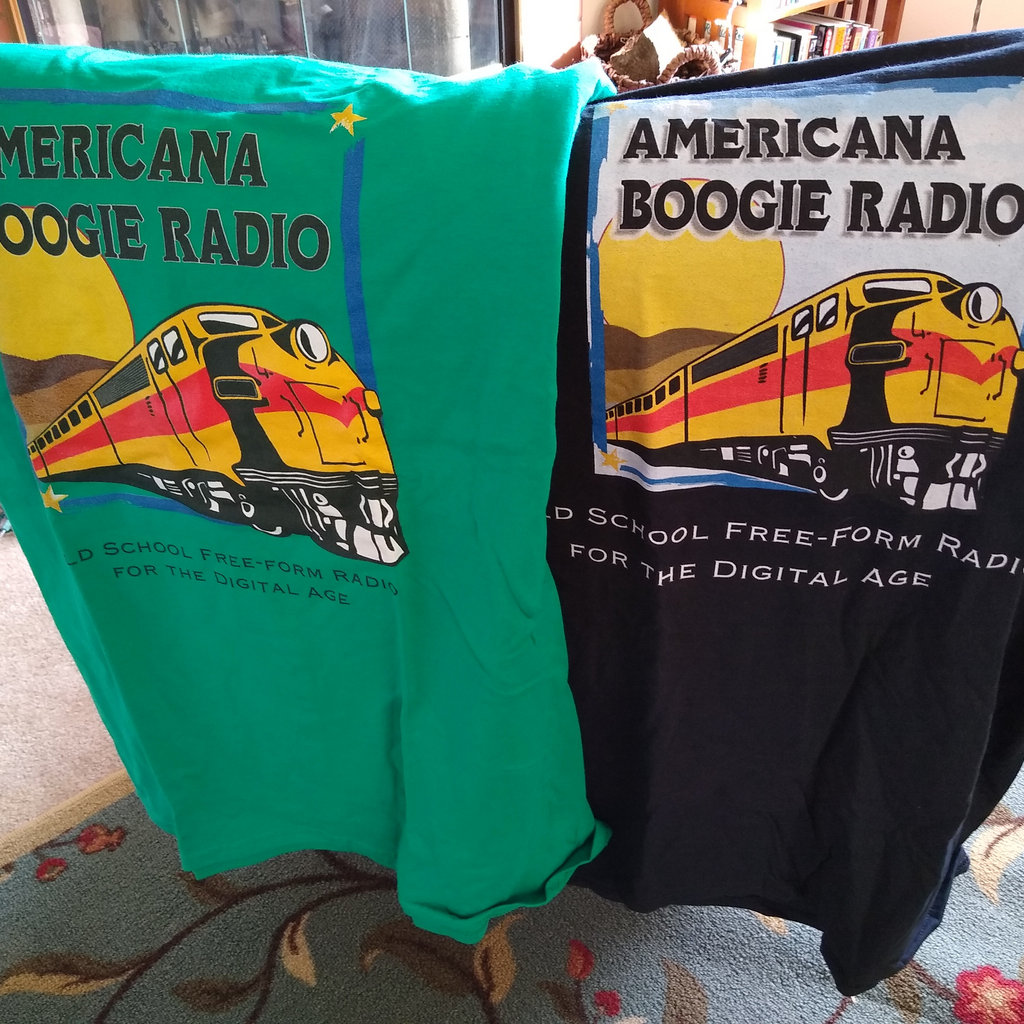 MERICANA
OOGIE RADIO
LD SCHOOL FREE-FORM RADIO
FOR THE DIGITAL AGE
AMERICANA
BOOGIE RADIO
LD SCHOOL FREE-FORM RADI
FOR THE DIGITAL AGE